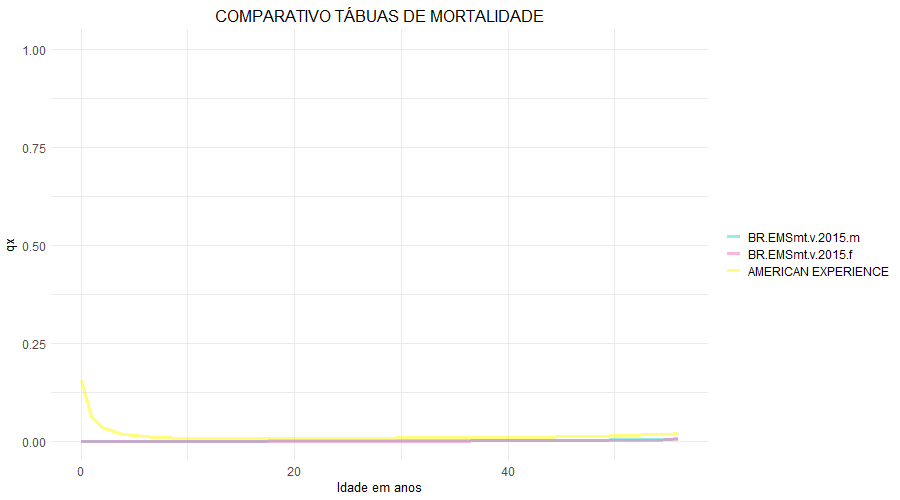 COMPARATIVO TÁBUAS DE MORTALIDADE
1.00
0.75
0.50
0.25
0.00
qx
0 20 40
Idade em anos
BR.EMSmt.v.2015.m
BR.EMSmt.v.2015.f
AMERICAN EXPERIENCE